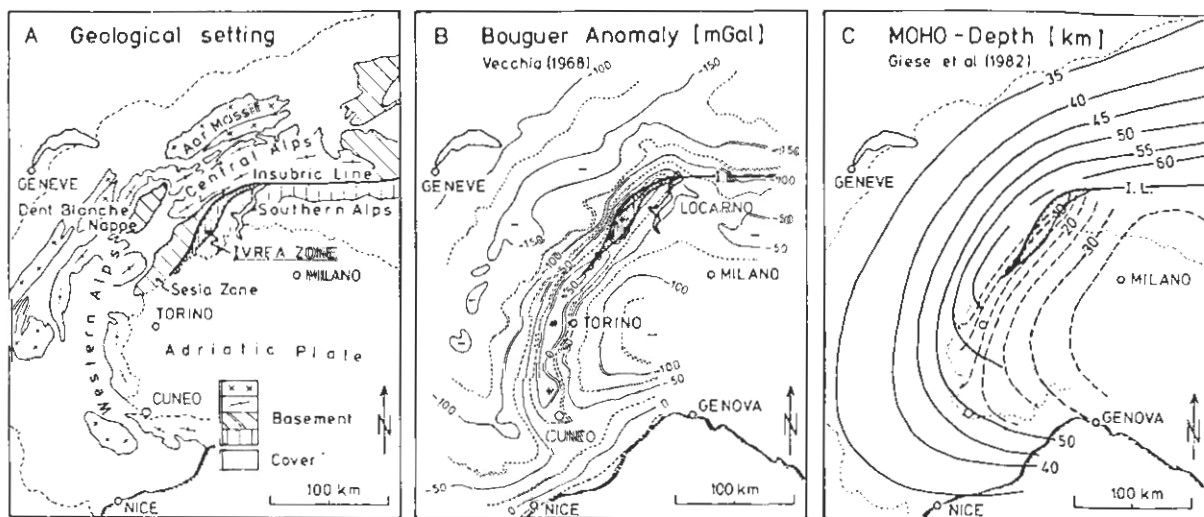 A Geological setting
Aar Massif
Central Alps
Insubric Line
GENEVE
Dent Blanche
Nappe
Southern Alps
IVREA ZONE
MILANO
Sesia Zone
TORINO
Western Alps
Adriatic Plate
CUNEO
Basement
Cover
N
100 km
NICE
B Bouguer Anomaly [mGal]
Vecchia (1968)
-100
-150
-150
GENEVE
-100
LOCARNO
-50
-50
-150
-100
MILANO
-100
TORINO
-100
-50
-100
0
GENOVA
CUNEO
-50
N
100 km
0
NICE
C MOHO-Depth [km]
Giese et al (1982)
35
40
45
50
55
60
GENEVE
I. L.
10
20
30
MILANO
GENOVA
50
40
N
100 km
NICE